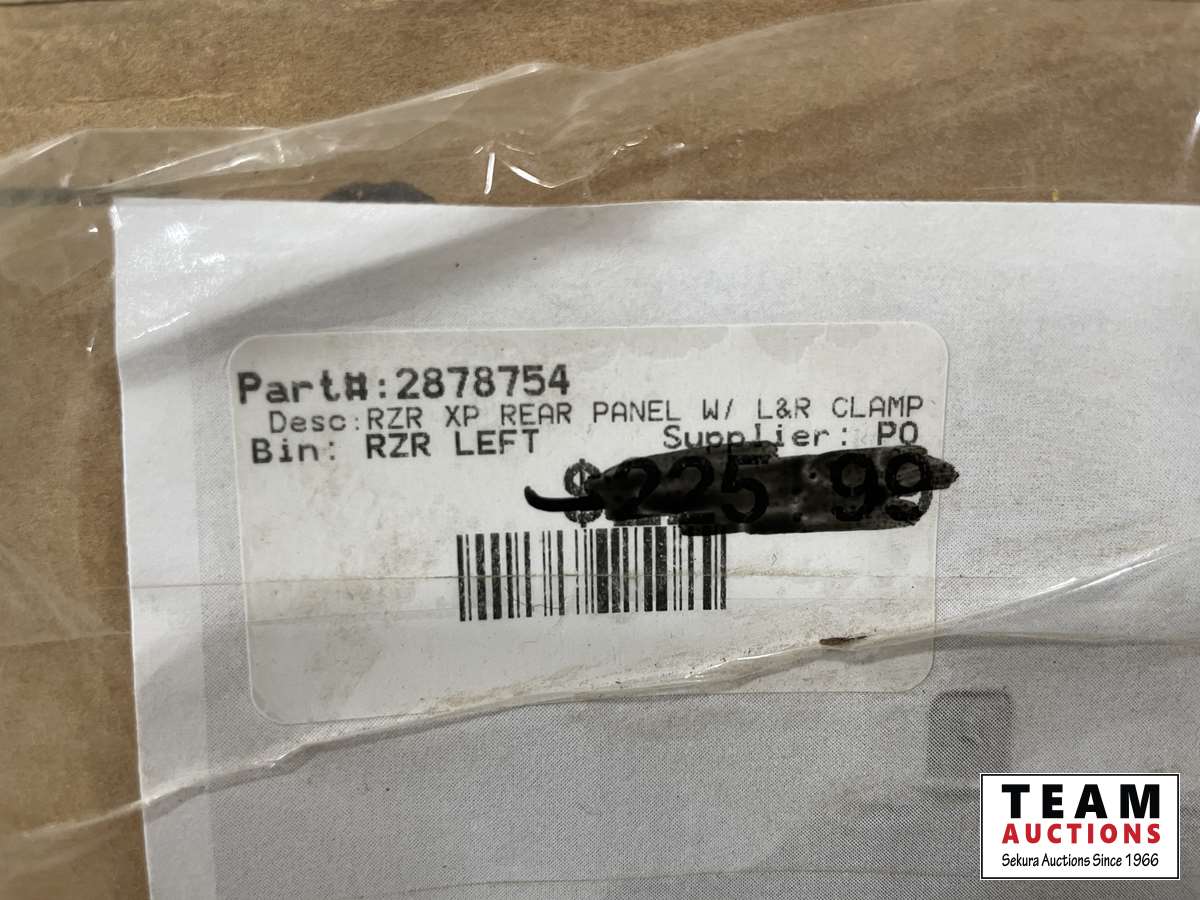 Part#:2878754
Desc:RZR XP REAR PANEL W/ L&R CLAMP
Bin: RZR LEFT Supplier: PO
$225.99
TEAM
AUCTIONS
Sekura Auctions Since 1966